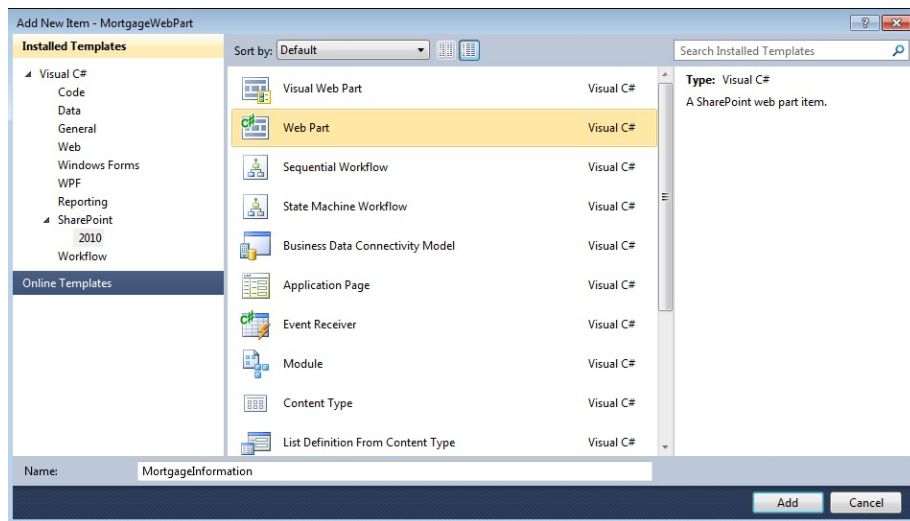 Add New Item - MortgageWebPart
Installed Templates
Sort by: Default
Search Installed Templates
Visual C#
Code
Data
General
Web
Windows Forms
WPF
Reporting
SharePoint
2010
Workflow
Online Templates
Visual Web Part Visual C#
Web Part Visual C#
Sequential Workflow Visual C#
State Machine Workflow Visual C#
Business Data Connectivity Model Visual C#
Application Page Visual C#
Event Receiver Visual C#
Module Visual C#
Content Type Visual C#
List Definition From Content Type Visual C#
Type: Visual C#
A SharePoint web part item.
Name: MortgageInformation
Add Cancel